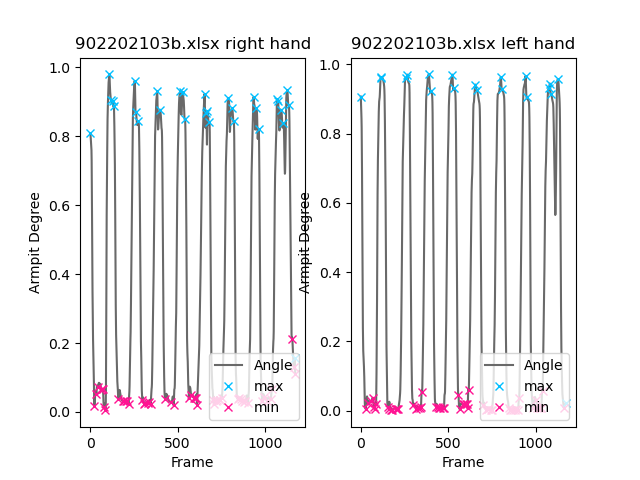 902202103b.xlsx right hand
1.0
0.8
0.6
0.4
0.2
0.0
Armpit Degree
0
500
1000
Frame
Angle
max
min
902202103b.xlsx left hand
1.0
0.8
0.6
0.4
0.2
0.0
Armpit Degree
0
500
1000
Frame
Angle
max
min